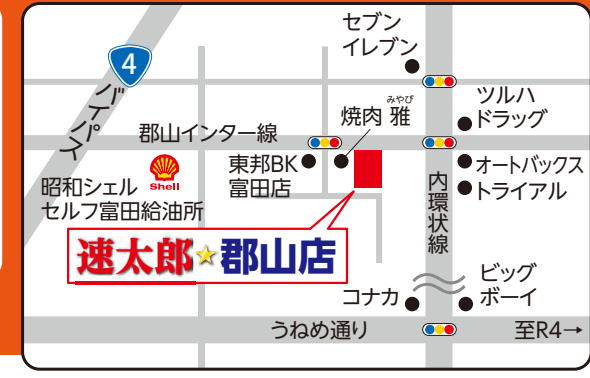 セブン
イレブン
4
バイパス
ツルハ
ドラッグ
みやび
焼肉 雅
郡山インター線
東邦BK
富田店
Shell
昭和シェル
セルフ富田給油所
オートバックス
トライアル
内環状線
速太郎☆郡山店
ビッグ
ボーイ
コナカ
うねめ通り
至R4→